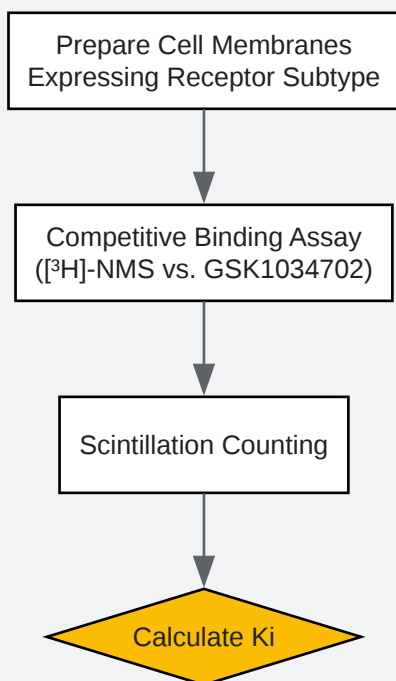 Prepare Cell Membranes
Expressing Receptor Subtype
Competitive Binding Assay
([³H]-NMS vs. GSK1034702)
Scintillation Counting
Calculate Ki